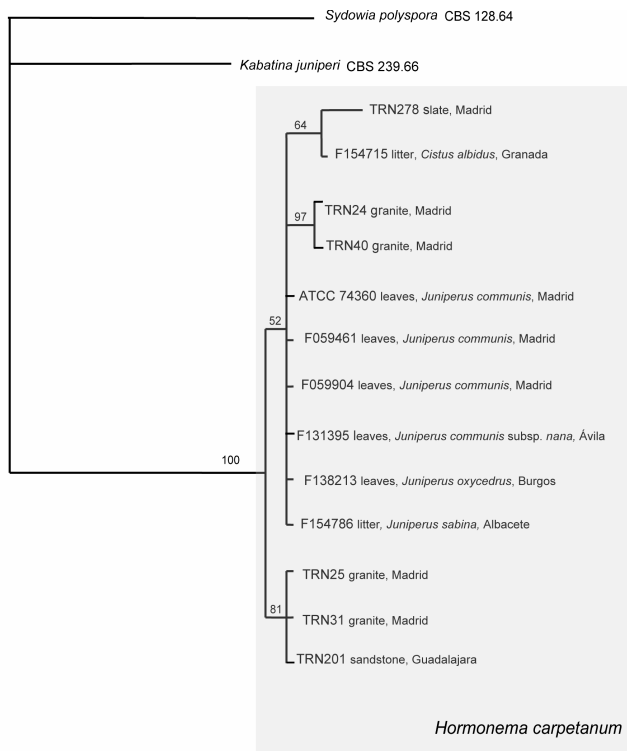 Sydowia polyspora CBS 128.64
Kabatina juniperi CBS 239.66
TRN278 slate, Madrid
64
F154715 litter, Cistus albidus, Granada
TRN24 granite, Madrid
97
TRN40 granite, Madrid
ATCC 74360 leaves, Juniperus communis, Madrid
52
F059461 leaves, Juniperus communis, Madrid
F059904 leaves, Juniperus communis, Madrid
F131395 leaves, Juniperus communis subsp. nana, Ávila
100
F138213 leaves, Juniperus oxycedrus, Burgos
F154786 litter, Juniperus sabina, Albacete
TRN25 granite, Madrid
81
TRN31 granite, Madrid
TRN201 sandstone, Guadalajara
Hormonema carpetanum